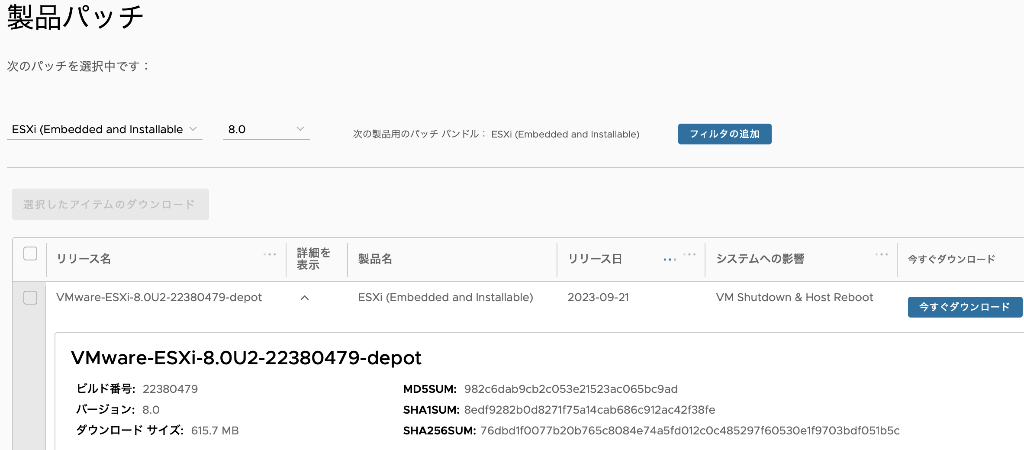 製品パッチ
次のパッチを選択中です：
ESXi (Embedded and Installable 8.0 次の製品用のパッチ バンドル： ESXi (Embedded and Installable) フィルタの追加
選択したアイテムのダウンロード
リリース名 ··· 詳細を表示 製品名 リリース日 ··· ··· システムへの影響 ··· 今すぐダウンロード
VMware-ESXi-8.0U2-22380479-depot ESXi (Embedded and Installable) 2023-09-21 VM Shutdown & Host Reboot 今すぐダウンロード
VMware-ESXi-8.0U2-22380479-depot
ビルド番号: 22380479 MD5SUM: 982c6dab9cb2c053e21523ac065bc9ad
バージョン: 8.0 SHA1SUM: 8edf9282b0d8271f75a14cab686c912ac42f38fe
ダウンロード サイズ: 615.7 MB SHA256SUM: 76dbd1f0077b20b765c8084e74a5fd012c0c485297f60530e1f9703bdf051b5c